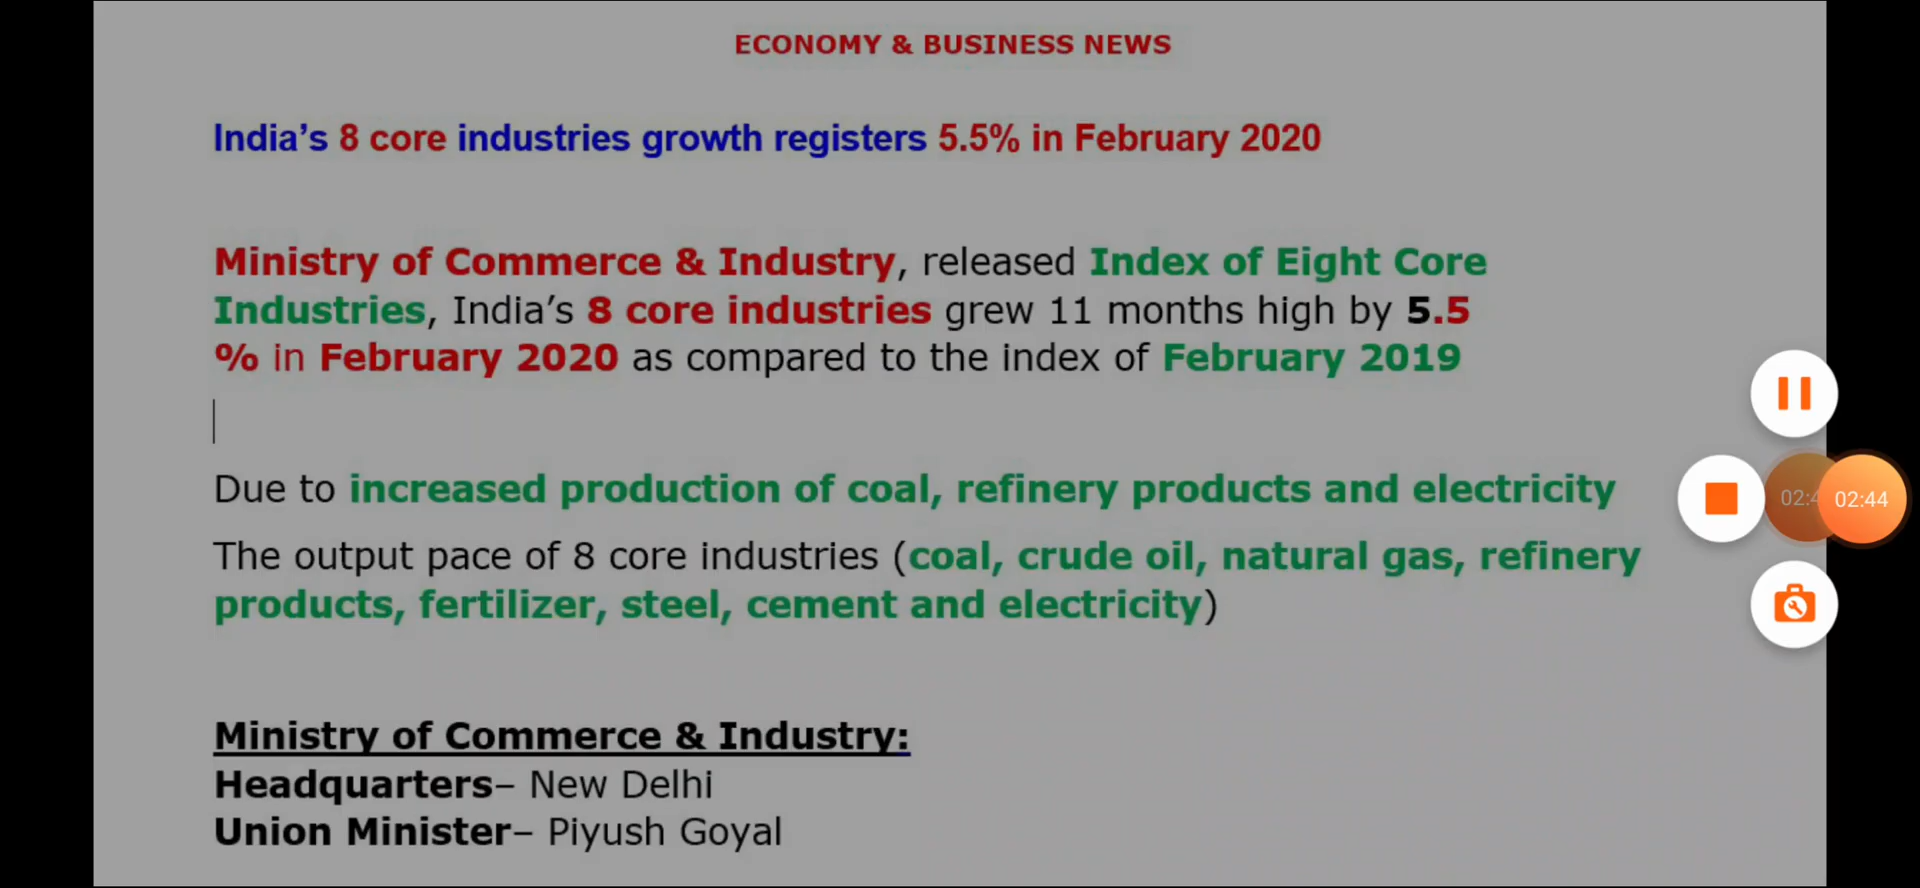 ECONOMY & BUSINESS NEWS
India’s 8 core industries growth registers 5.5% in February 2020
Ministry of Commerce & Industry, released Index of Eight Core
Industries, India’s 8 core industries grew 11 months high by 5.5
% in February 2020 as compared to the index of February 2019
Due to increased production of coal, refinery products and electricity
02:44
The output pace of 8 core industries (coal, crude oil, natural gas, refinery
products, fertilizer, steel, cement and electricity)
Ministry of Commerce & Industry:
Headquarters– New Delhi
Union Minister– Piyush Goyal